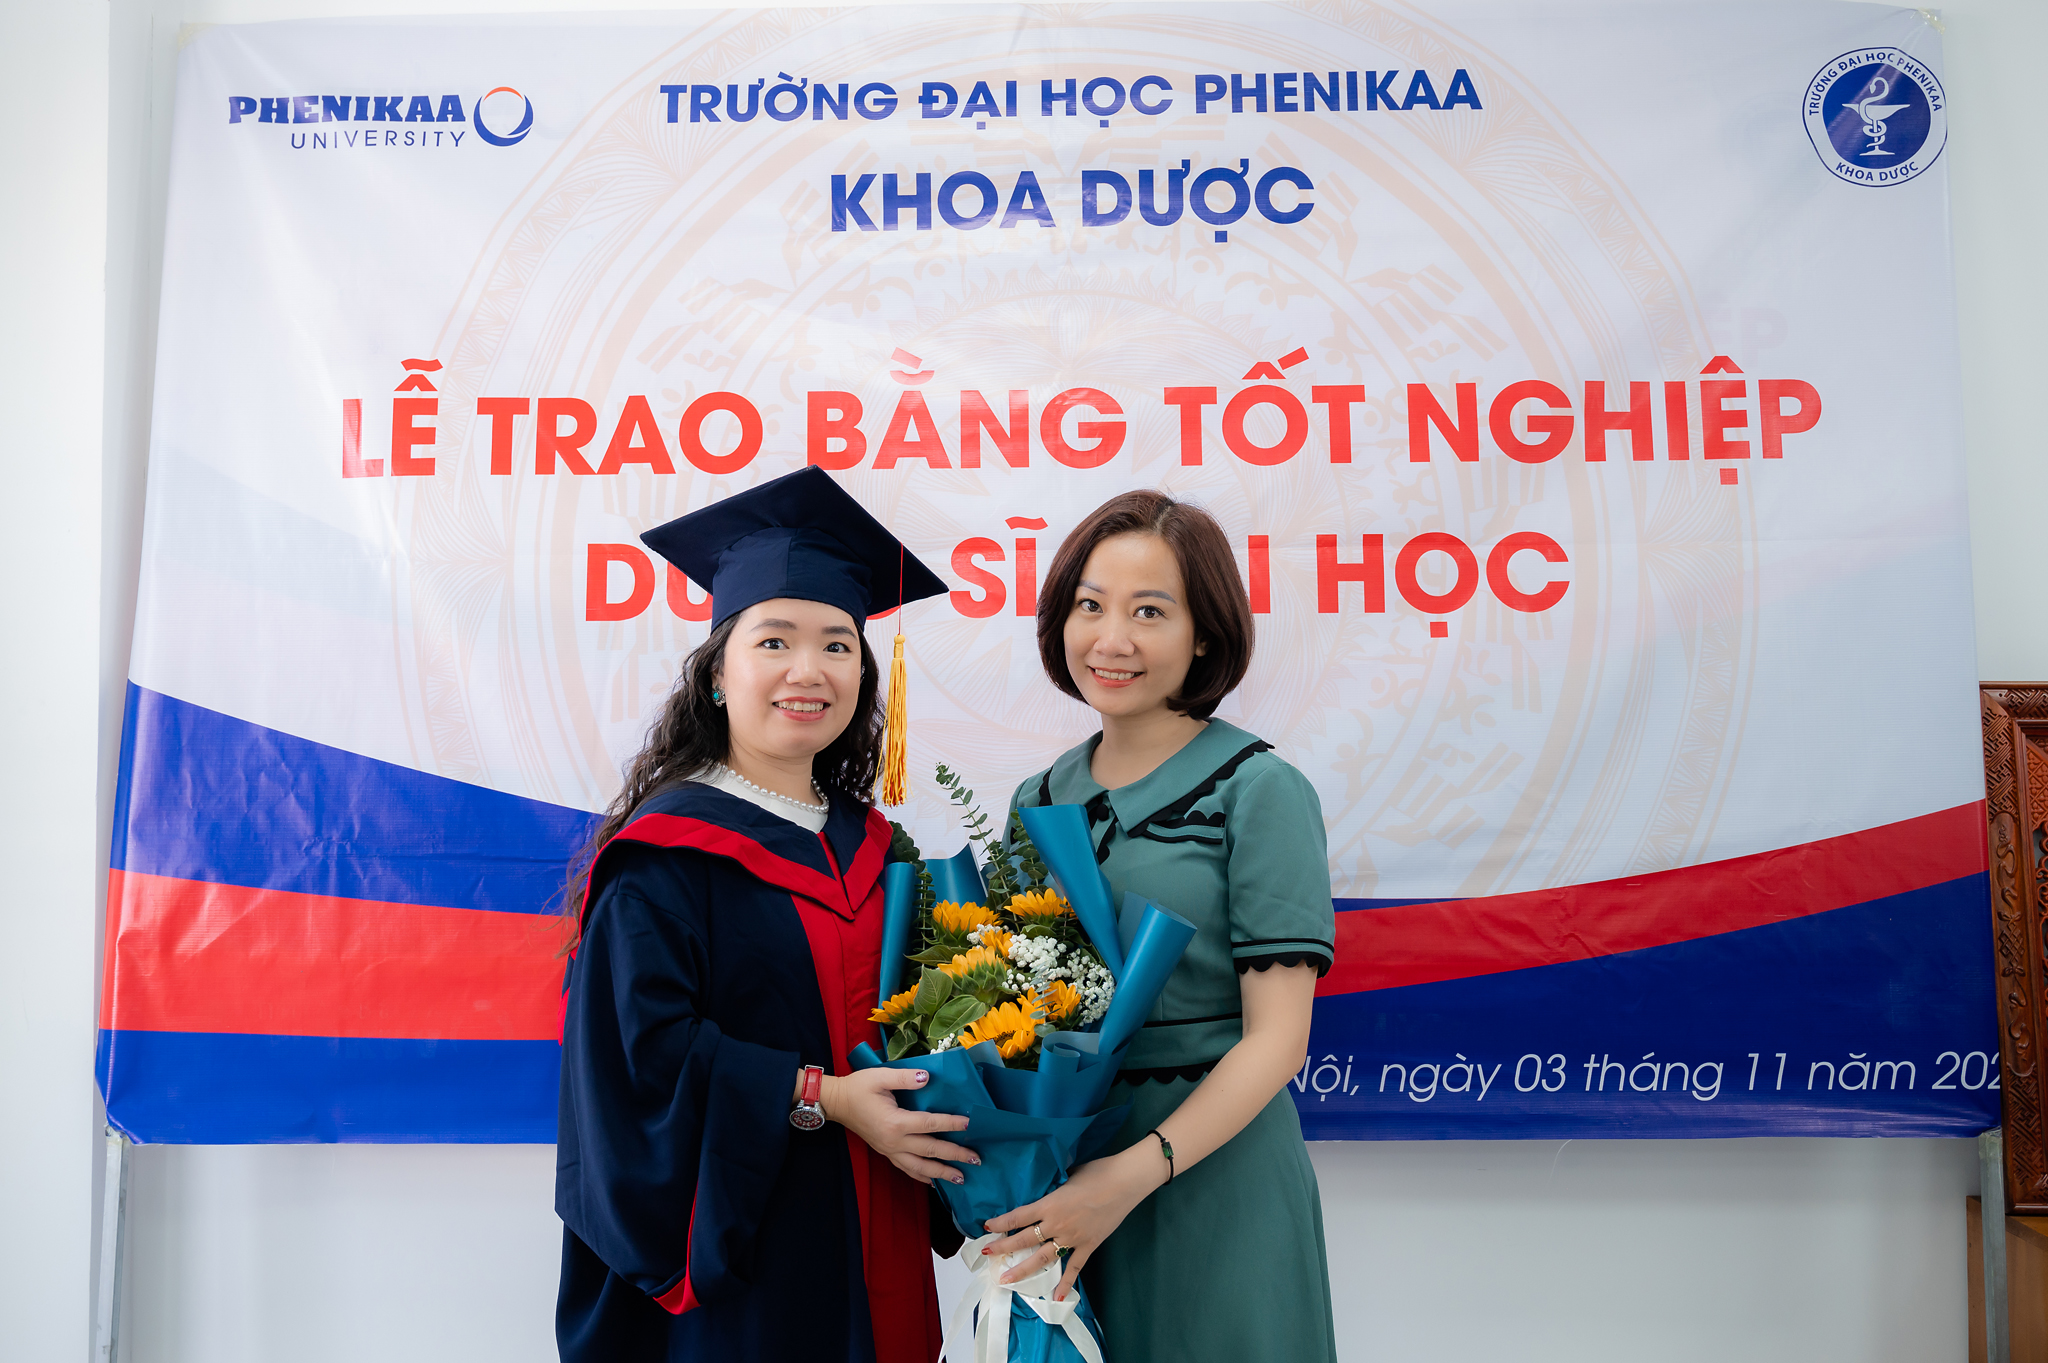 PHENIKAA
UNIVERSITY
TRƯỜNG ĐẠI HỌC PHENIKAA
KHOA DƯỢC
TRƯỜNG ĐẠI HỌC PHENIKAA
KHOA DƯỢC
LỄ TRAO BẰNG TỐT NGHIỆP
SĨ HỌC
Nội, ngày 03 tháng 11 năm